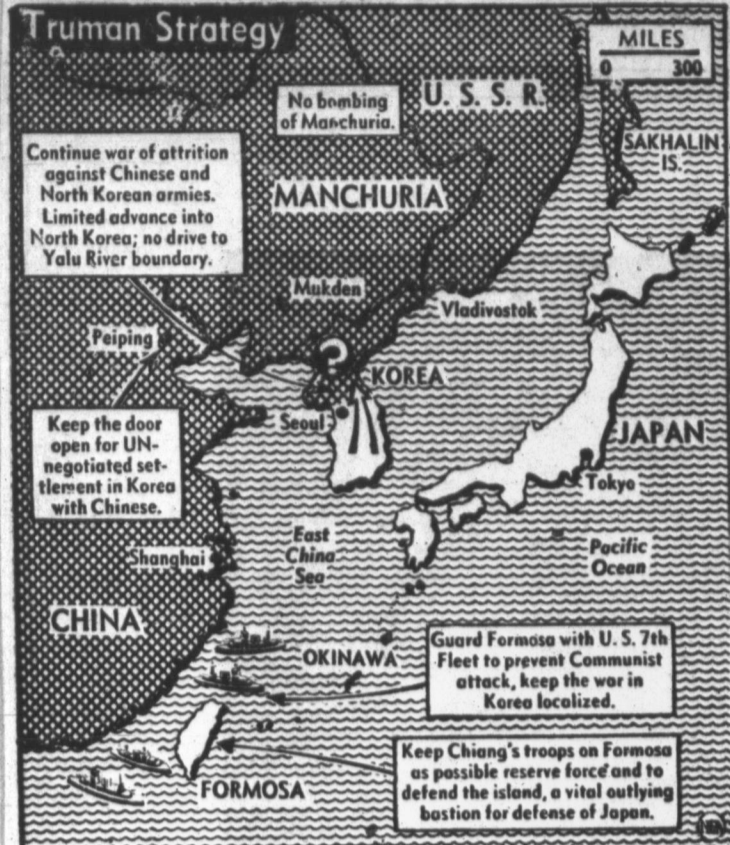 Truman Strategy
MILES
0 300
No bombing
of Manchuria.
U. S. S. R.
SAKHALIN
IS.
Continue war of attrition
against Chinese and
North Korean armies.
Limited advance into
North Korea; no drive to
Yalu River boundary.
MANCHURIA
Mukden
Vladivostok
Peiping
?
KOREA
Seoul
JAPAN
Tokyo
Keep the door
open for UN-
negotiated set-
tlement in Korea
with Chinese.
East
China
Sea
Pacific
Ocean
Shanghai
CHINA
OKINAWA
Guard Formosa with U. S. 7th
Fleet to prevent Communist
attack, keep the war in
Korea localized.
Keep Chiang's troops on Formosa
as possible reserve force and to
defend the island, a vital outlying
bastion for defense of Japan.
FORMOSA